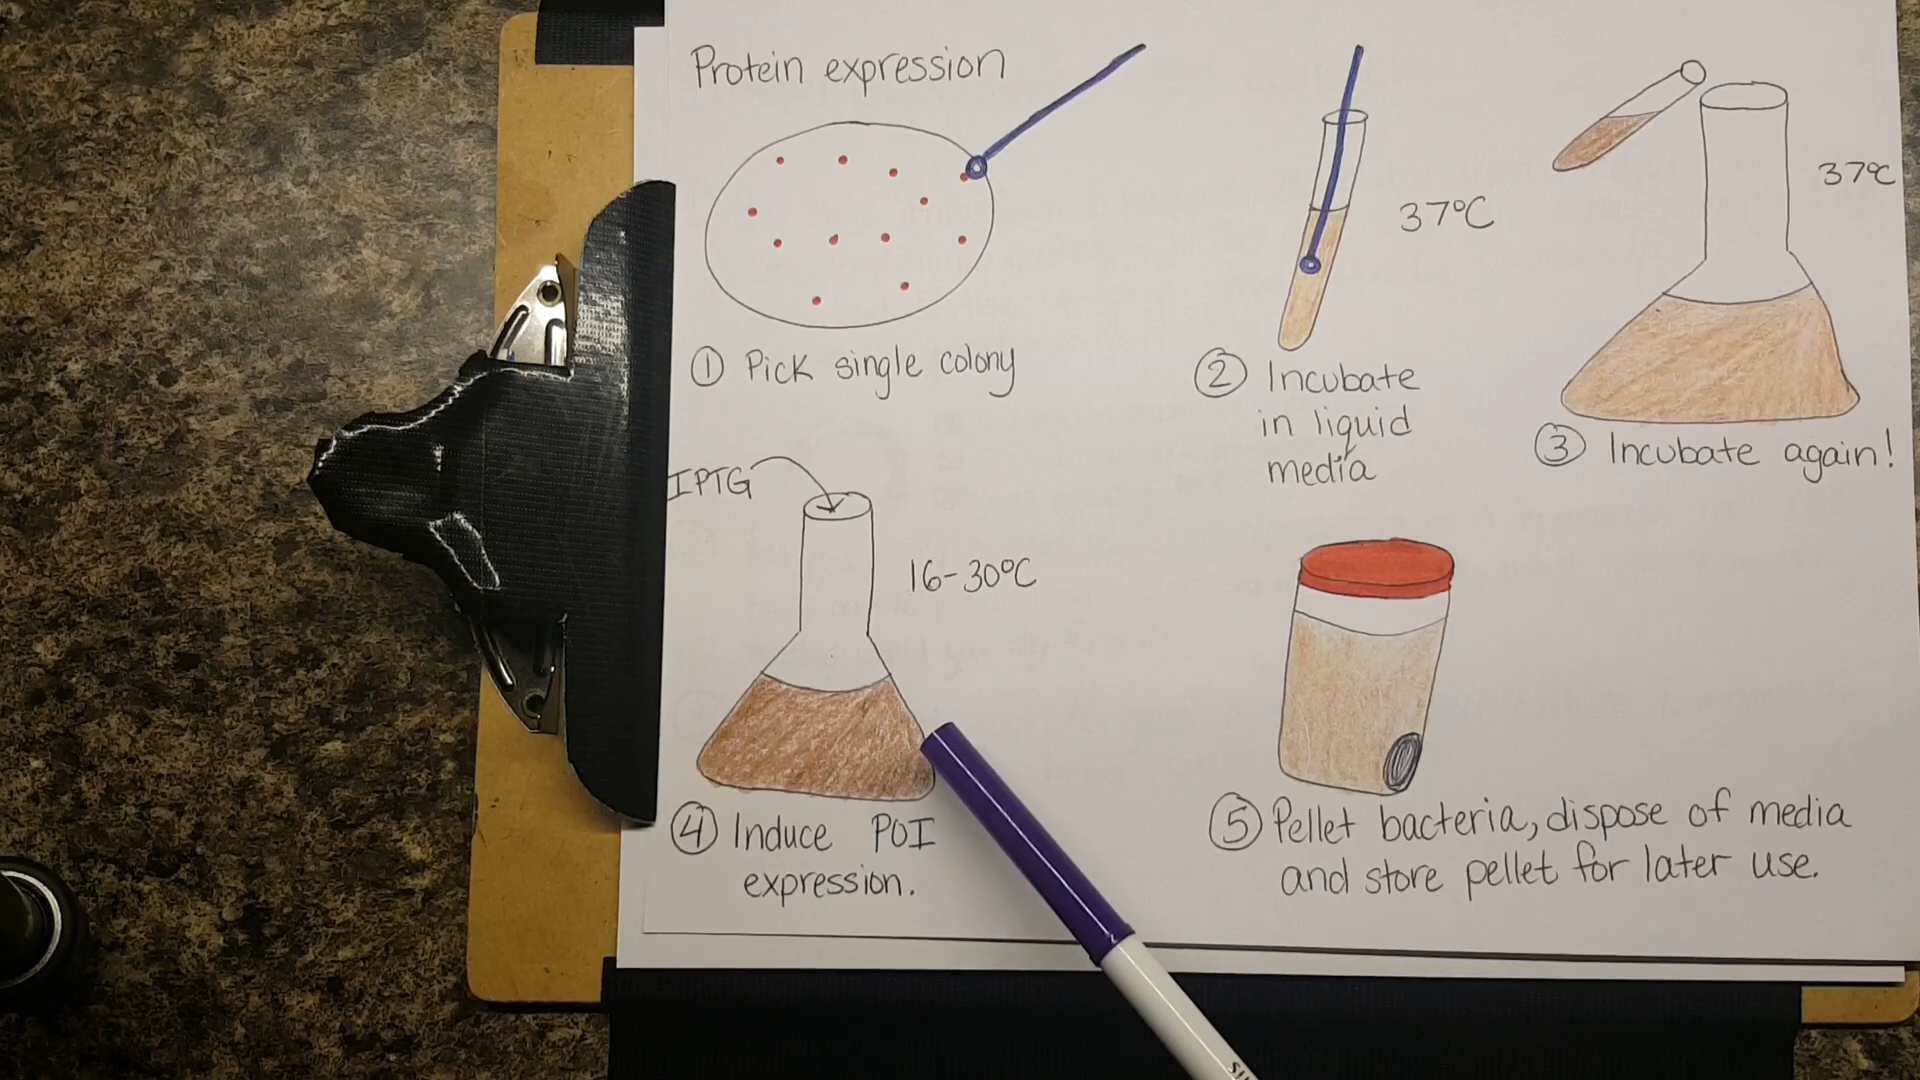 Protein expression
① Pick single colony
37°C
② Incubate
in liquid
media
37°C
③ Incubate again!
IPTG
16-30°C
④ Induce POI
expression.
⑤ Pellet bacteria, dispose of media
and store pellet for later use.